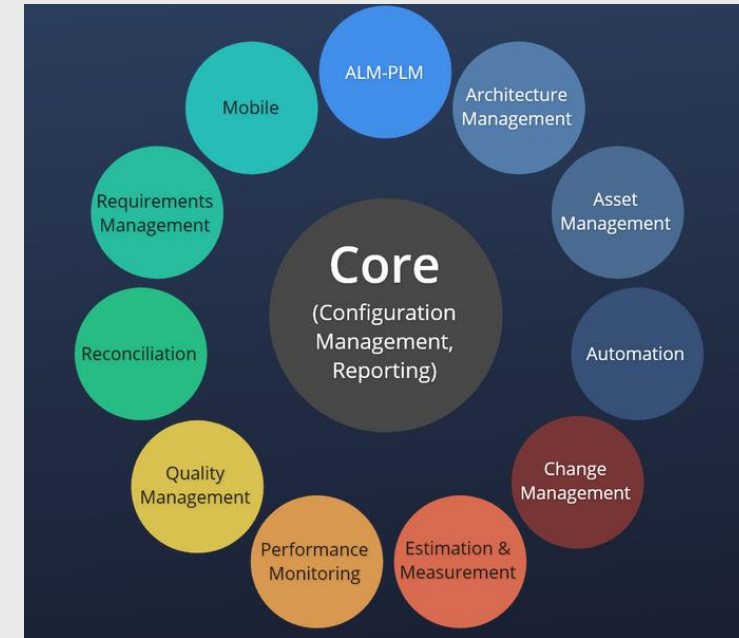 ALM-PLM
Architecture
Management
Asset
Management
Automation
Change
Management
Estimation &
Measurement
Performance
Monitoring
Quality
Management
Reconciliation
Requirements
Management
Mobile
Core
(Configuration
Management,
Reporting)